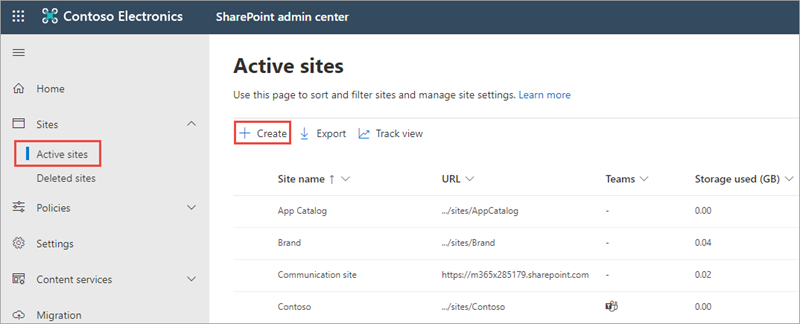 Contoso Electronics SharePoint admin center
Home
Sites
Active sites
Deleted sites
Policies
Settings
Content services
Migration
Active sites
Use this page to sort and filter sites and manage site settings. Learn more
Create Export Track view
Site name ↑ URL Teams Storage used (GB)
App Catalog .../sites/AppCatalog - 0.00
Brand .../sites/Brand - 0.04
Communication site https://m365x285179.sharepoint.com - 0.02
Contoso .../sites/Contoso 0.00